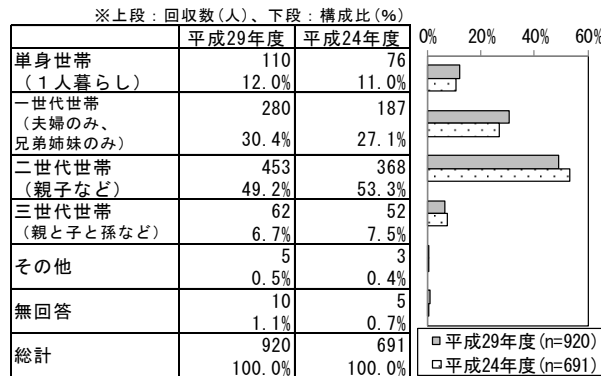 ※上段：回収数(人)、下段：構成比(%)
平成29年度 平成24年度
単身世帯 110 76
（１人暮らし） 12.0% 11.0%
一世代世帯 280 187
（夫婦のみ、
兄弟姉妹のみ） 30.4% 27.1%
二世代世帯 453 368
（親子など） 49.2% 53.3%
三世代世帯 62 52
（親と子と孫など） 6.7% 7.5%
その他 5 3
0.5% 0.4%
無回答 10 5
1.1% 0.7%
総計 920 691
100.0% 100.0%
0% 20% 40% 60%
平成29年度(n=920)
平成24年度(n=691)